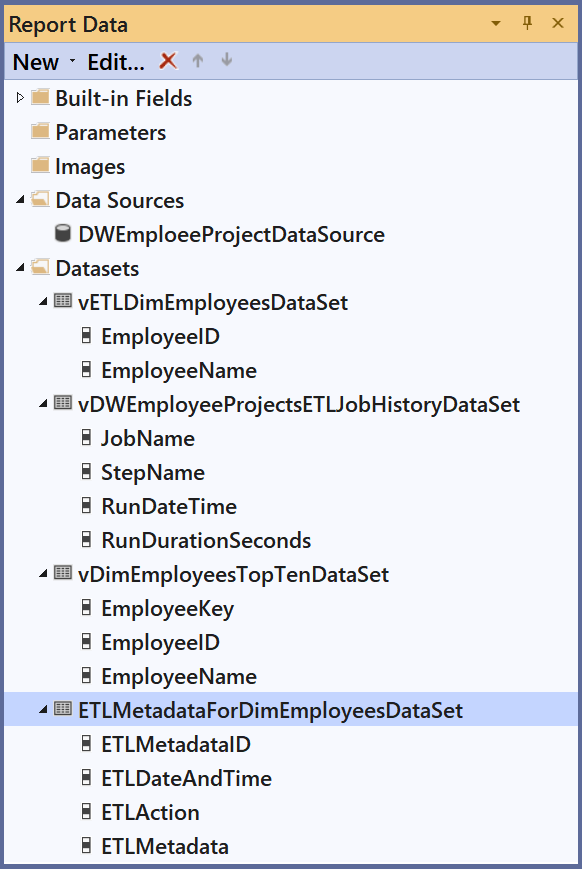 Report Data
New Edit...
Built-in Fields
Parameters
Images
Data Sources
DWEmploeeProjectDataSource
Datasets
vETLDimEmployeesDataSet
EmployeeID
EmployeeName
vDWEmployeeProjectsETLJobHistoryDataSet
JobName
StepName
RunDateTime
RunDurationSeconds
vDimEmployeesTopTenDataSet
EmployeeKey
EmployeeID
EmployeeName
ETLMetadataForDimEmployeesDataSet
ETLMetadataID
ETLDateAndTime
ETLAction
ETLMetadata